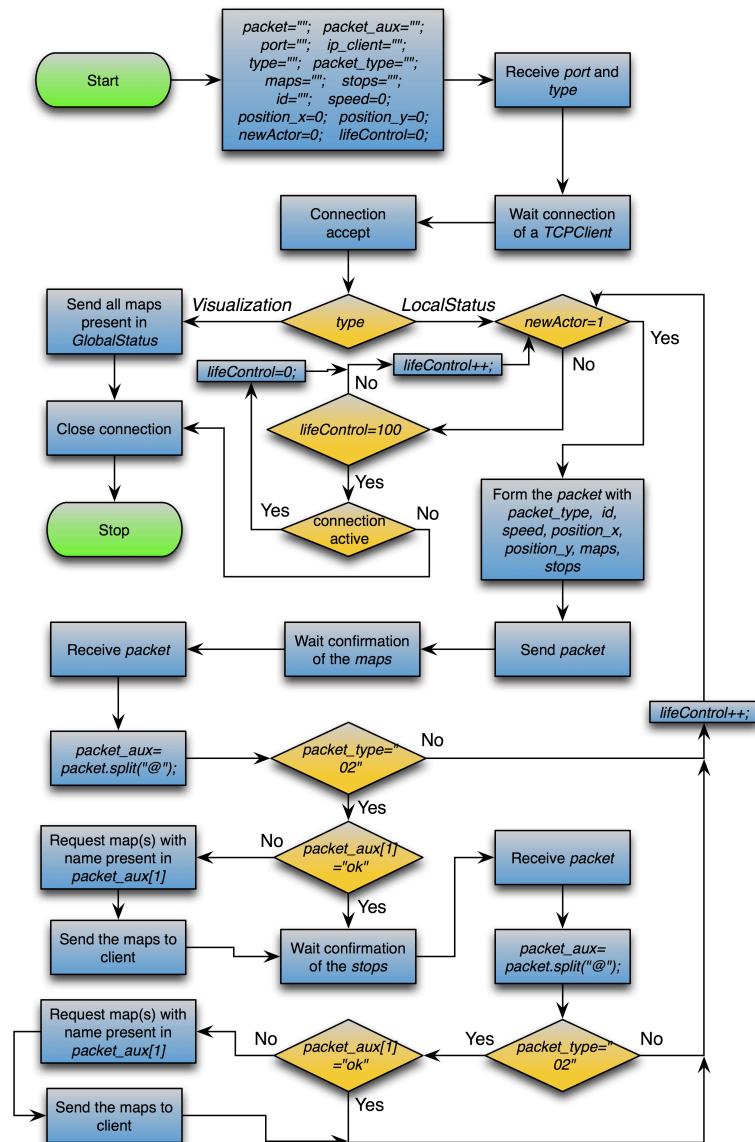 Start
packet=""; packet_aux="";
port=""; ip_client="";
type=""; packet_type="";
maps=""; stops="";
id=""; speed=0;
position_x=0; position_y=0;
newActor=0; lifeControl=0;
Receive port and
type
Wait connection
of a TCPClient
Connection
accept
type
Visualization
LocalStatus
Send all maps
present in
GlobalStatus
Close connection
Stop
newActor=1
Yes
No
lifeControl=0;
lifeControl++;
No
lifeControl=100
Yes
connection
active
Yes
No
Form the packet with
packet_type, id,
speed, position_x,
position_y, maps,
stops
Send packet
Wait confirmation
of the maps
Receive packet
packet_aux=
packet.split("@");
packet_type="
02"
No
lifeControl++;
Yes
packet_aux[1]
="ok"
No
Request map(s) with
name present in
packet_aux[1]
Send the maps to
client
Yes
Wait confirmation
of the stops
Receive packet
packet_aux=
packet.split("@");
packet_type="
02"
No
Yes
packet_aux[1]
="ok"
No
Request map(s) with
name present in
packet_aux[1]
Send the maps to
client
Yes